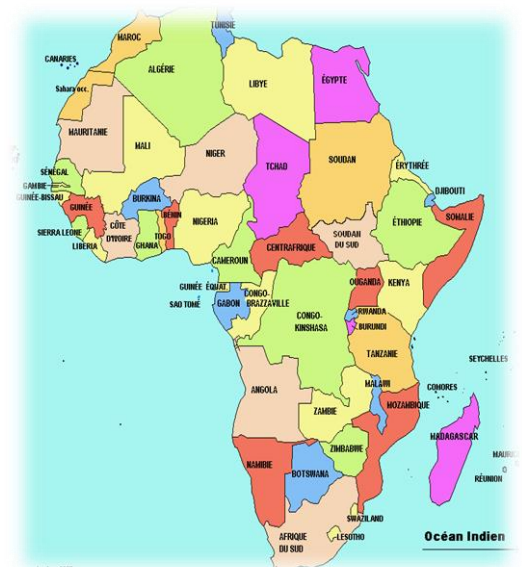 TUNISIE
MAROC
CANARIES
ALGÉRIE
LIBYE
ÉGYPTE
Sahara occ.
MAURITANIE
MALI
NIGER
TCHAD
SOUDAN
ÉRYTHRÉE
SÉNÉGAL
GAMBIE
GUINÉE-BISSAU
GUINÉE
BURKINA
BÉNIN
NIGERIA
DJIBOUTI
SOMALIE
ÉTHIOPIE
SIERRA LEONE
LIBERIA
CÔTE
D'IVOIRE
GHANA
TOGO
CAMEROUN
CENTRAFRIQUE
SOUDAN
DU SUD
GUINÉE ÉQUAT.
SAO TOMÉ
GABON
CONGO-
BRAZZAVILLE
CONGO-
KINSHASA
OUGANDA
KENYA
RWANDA
BURUNDI
TANZANIE
SEYCHELLES
COMORES
ANGOLA
ZAMBIE
MALAWI
MOZAMBIQUE
MADAGASCAR
ZIMBABWE
NAMIBIE
BOTSWANA
RÉUNION
SWAZILAND
LESOTHO
AFRIQUE
DU SUD
Océan Indien